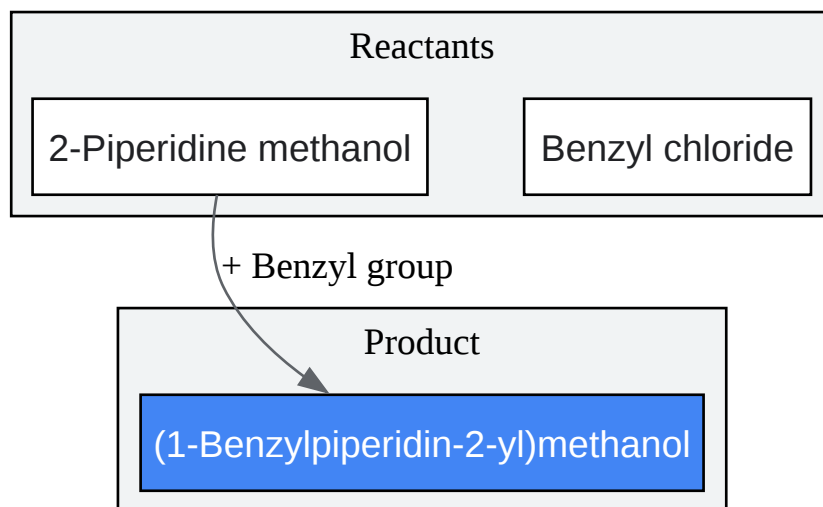 Reactants
2-Piperidine methanol
Benzyl chloride
+ Benzyl group
Product
(1-Benzylpiperidin-2-yl)methanol